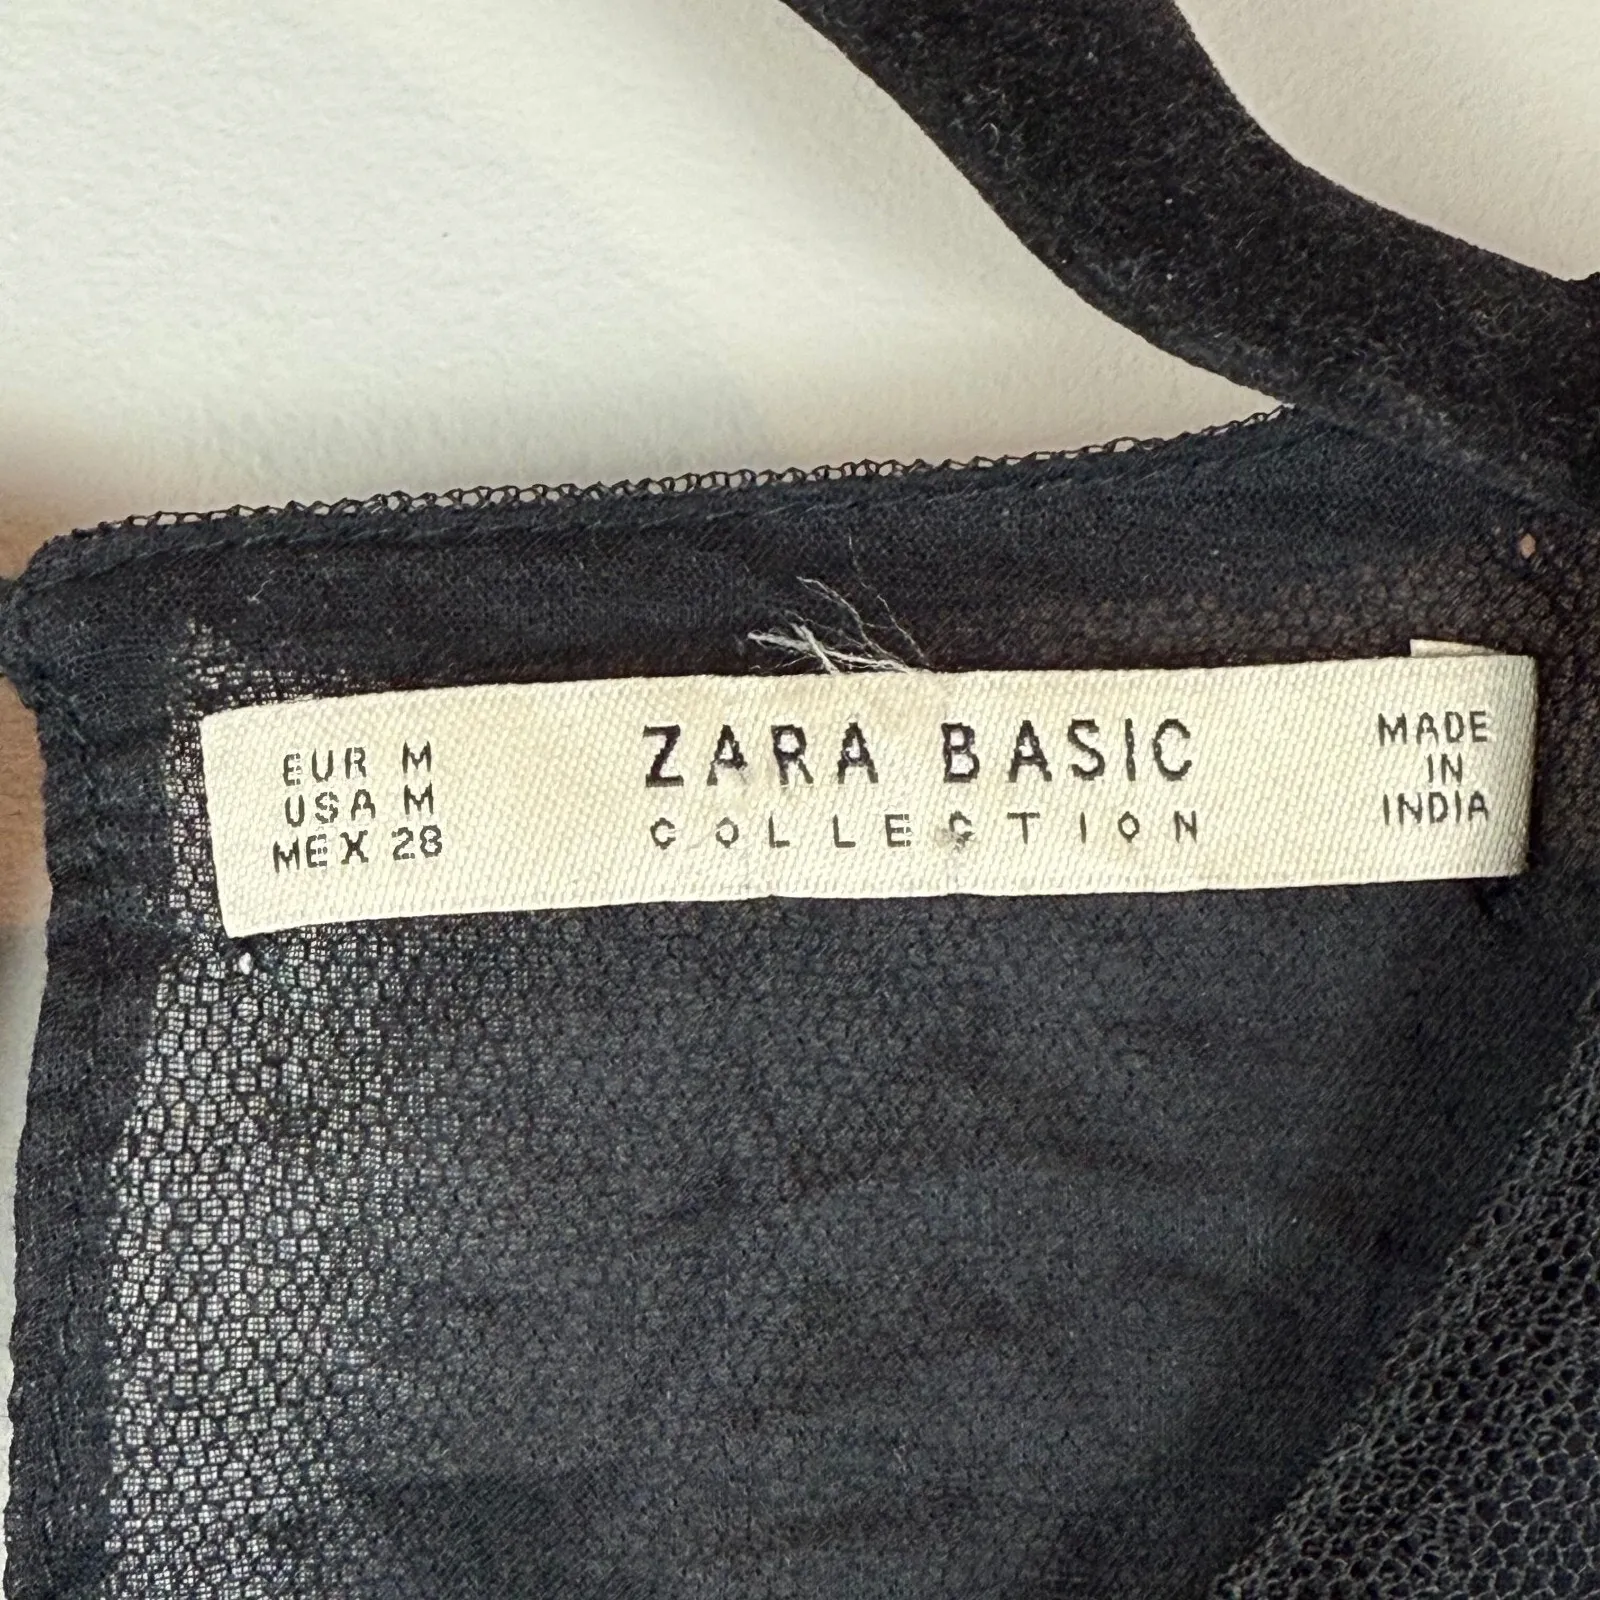 EUR M
USA M
MEX 28
ZARA BASIC
COLLECTION
MADE
IN
INDIA